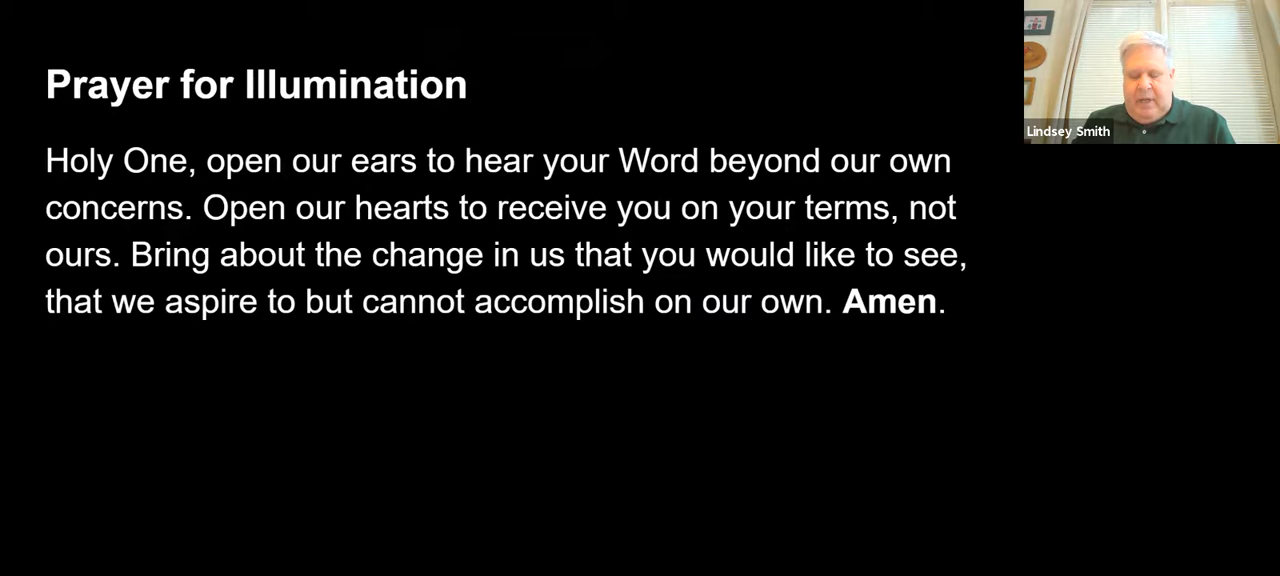 Prayer for Illumination
Holy One, open our ears to hear your Word beyond our own
concerns. Open our hearts to receive you on your terms, not
ours. Bring about the change in us that you would like to see,
that we aspire to but cannot accomplish on our own. Amen.
Lindsey Smith